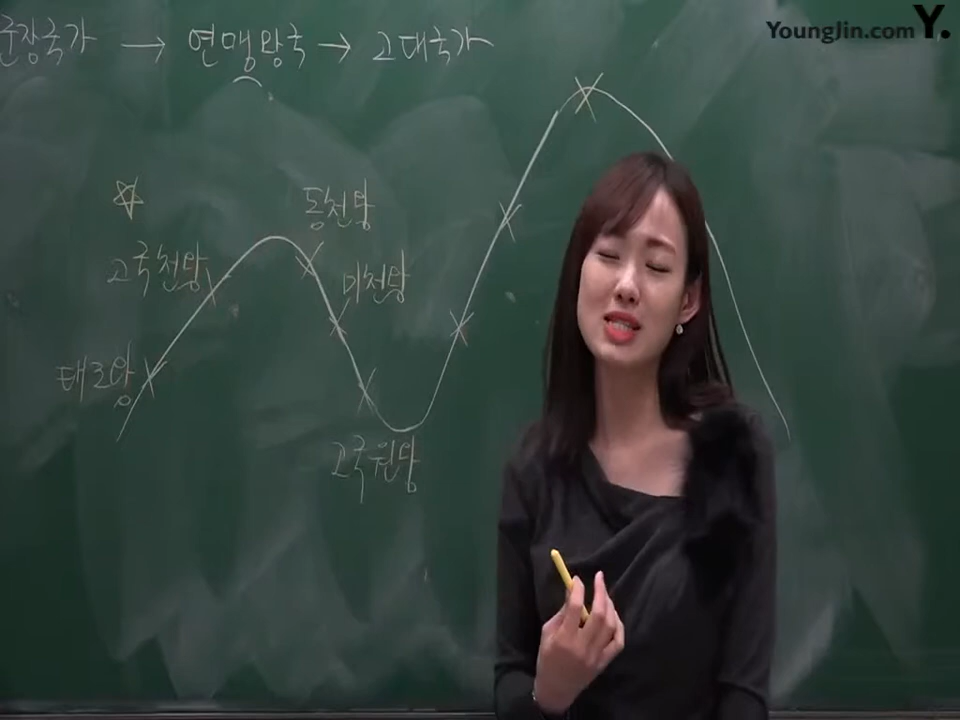 군장국가 → 연맹왕국 → 고대국가
YoungJin.com Y.
동천왕
고국천왕
미천왕
태조왕
고국원왕